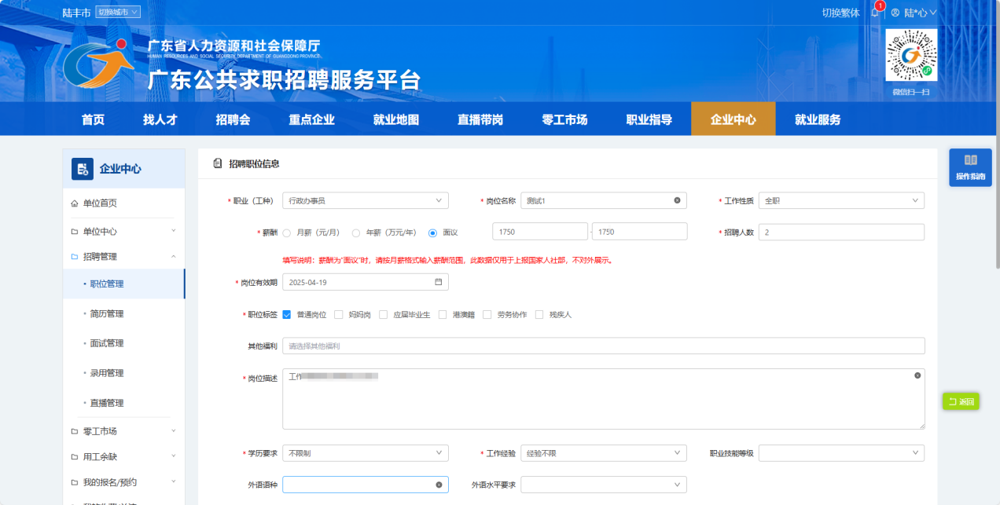 陆丰市 切换城市
切换繁体 1 陆*心
广东省人力资源和社会保障厅
HUMAN RESOURCES AND SOCIAL SECURITY DEPARTMENT OF GUANGDONG PROVINCE
广东公共求职招聘服务平台
微信扫一扫
首页 找人才 招聘会 重点企业 就业地图 直播带岗 零工市场 职业指导 企业中心 就业服务
企业中心
单位首页
单位中心
招聘管理
职位管理
简历管理
面试管理
录用管理
直播管理
零工市场
用工余缺
我的报名/预约
招聘职位信息
* 职业（工种） 行政办事员 * 岗位名称 测试1 * 工作性质 全职
* 薪酬 月薪（元/月） 年薪（万元/年） 面议 1750 - 1750 * 招聘人数 2
填写说明：薪酬为"面议"时，请按月薪格式输入薪酬范围，此数据仅用于上报国家人社部，不对外展示。
* 岗位有效期 2025-04-19
* 职位标签 普通岗位 妈妈岗 应届毕业生 港澳籍 劳务协作 残疾人
其他福利 请选择其他福利
* 岗位描述 工作
* 学历要求 不限制 * 工作经验 经验不限 职业技能等级
外语语种 外语水平要求
操作指南
返回